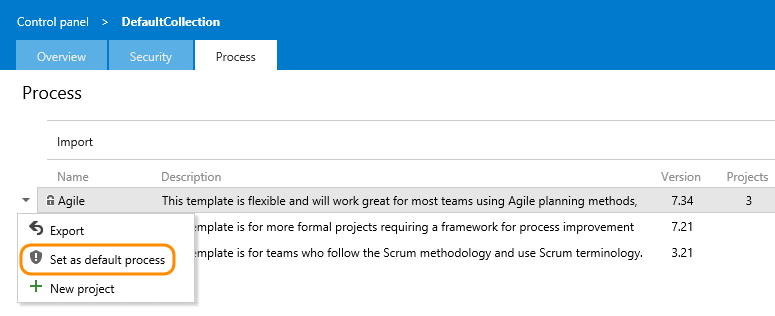 Control panel > DefaultCollection
Overview Security Process
Process
Import
Name Description Version Projects
Agile This template is flexible and will work great for most teams using Agile planning methods, 7.34 3
Export template is for more formal projects requiring a framework for process improvement 7.21
Set as default process template is for teams who follow the Scrum methodology and use Scrum terminology. 3.21
New project